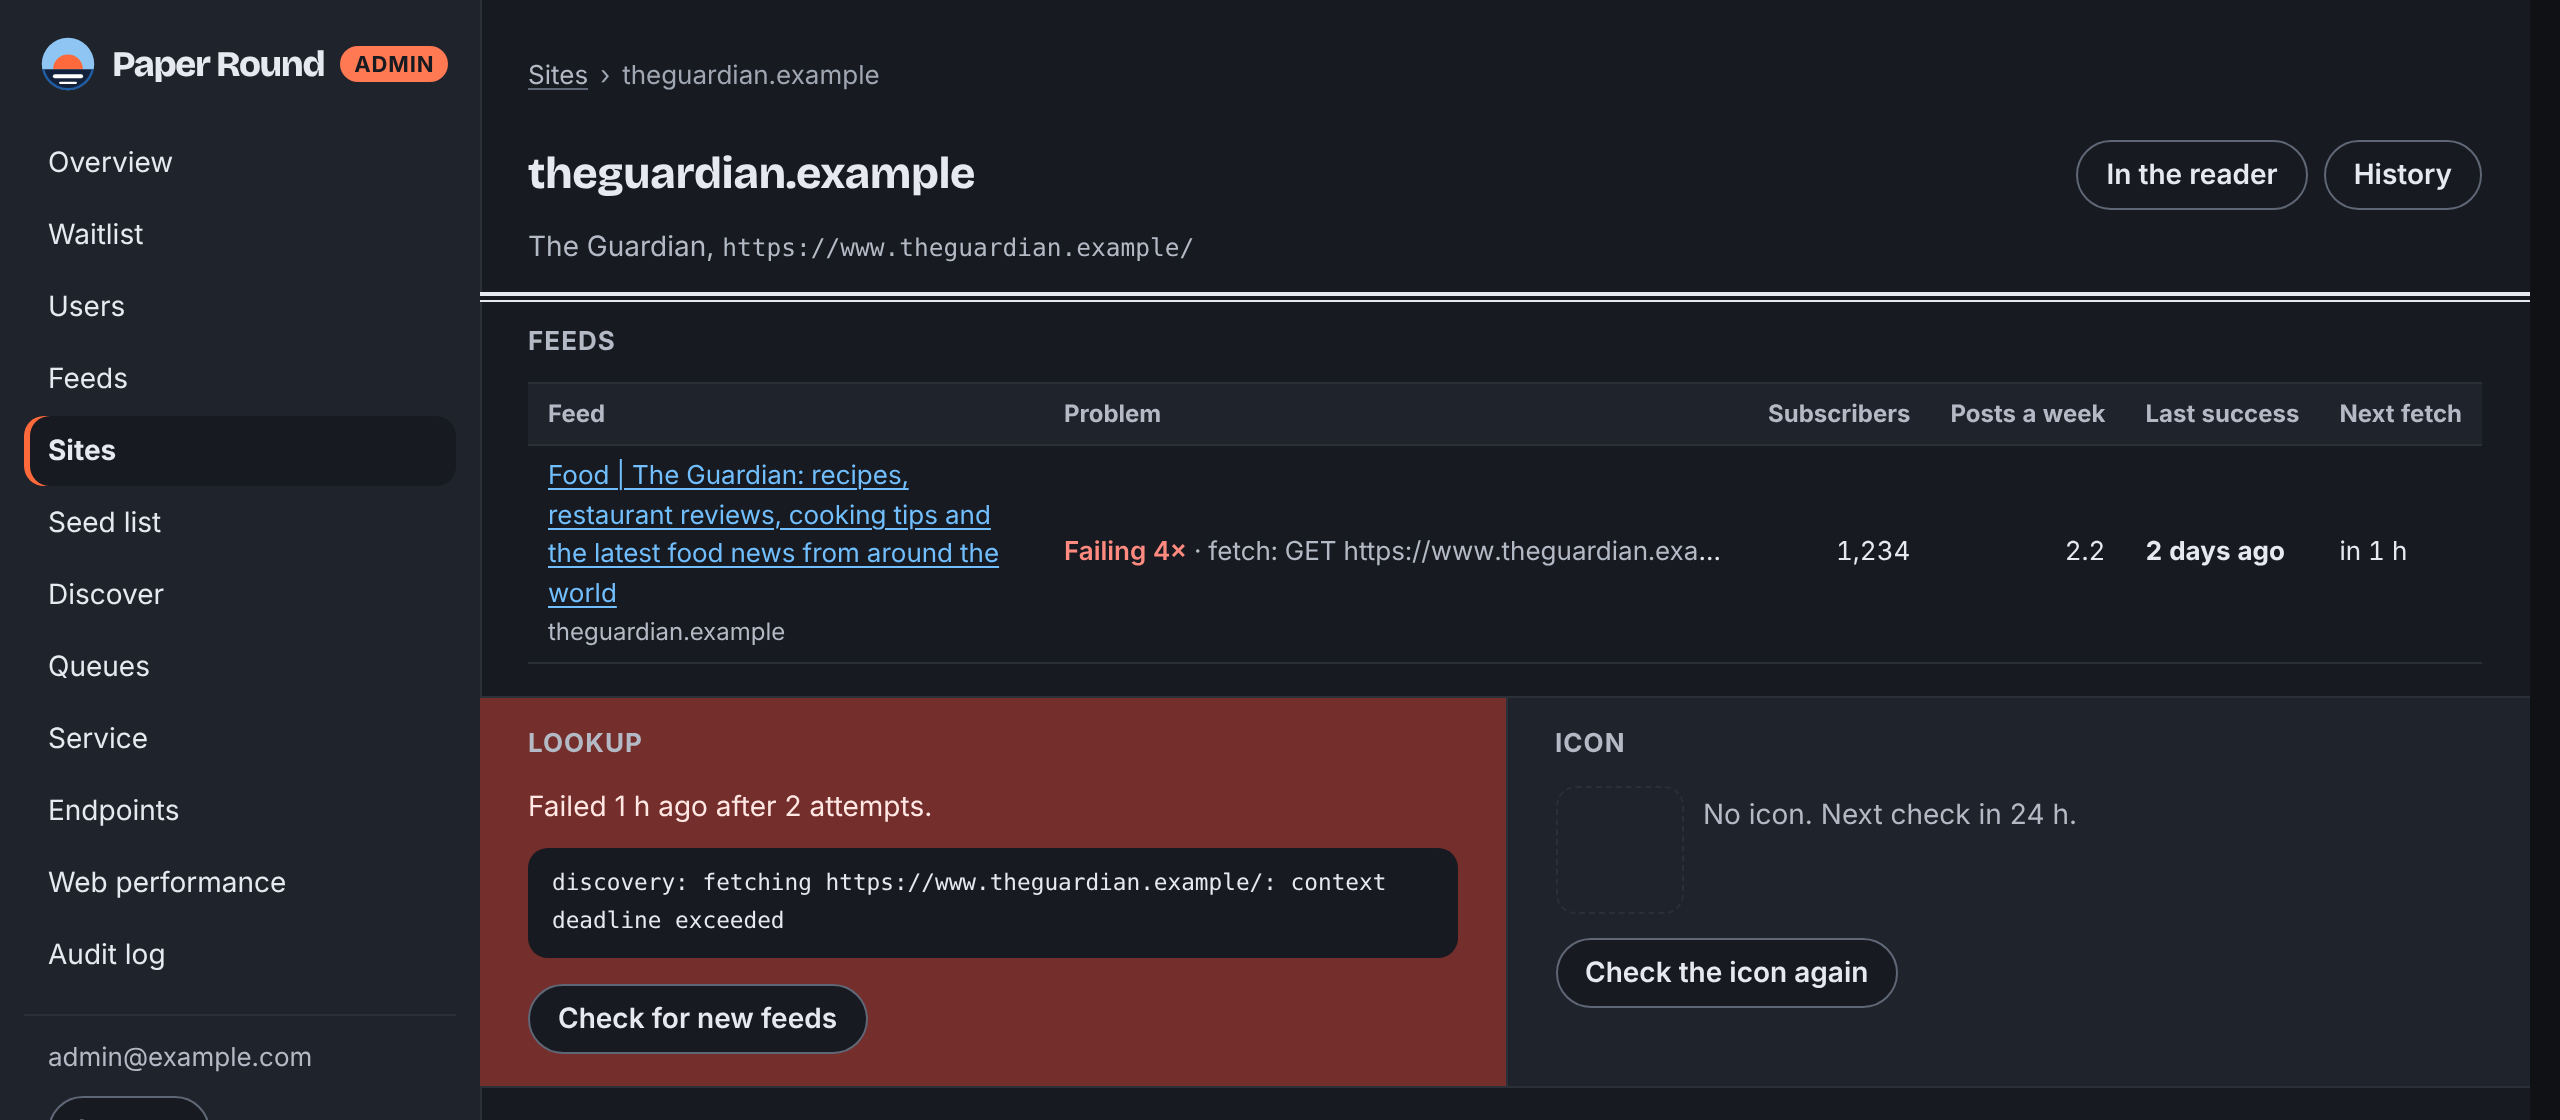 Paper Round ADMIN
Overview
Waitlist
Users
Feeds
Sites
Seed list
Discover
Queues
Service
Endpoints
Web performance
Audit log
admin@example.com
Sites › theguardian.example
theguardian.example
In the reader
History
The Guardian, https://www.theguardian.example/
FEEDS
Feed Problem Subscribers Posts a week Last success Next fetch
Food | The Guardian: recipes,
restaurant reviews, cooking tips and
the latest food news from around the
world
theguardian.example
Failing 4× · fetch: GET https://www.theguardian.exa… 1,234 2.2 2 days ago in 1 h
LOOKUP
Failed 1 h ago after 2 attempts.
discovery: fetching https://www.theguardian.example/: context
deadline exceeded
Check for new feeds
ICON
No icon. Next check in 24 h.
Check the icon again